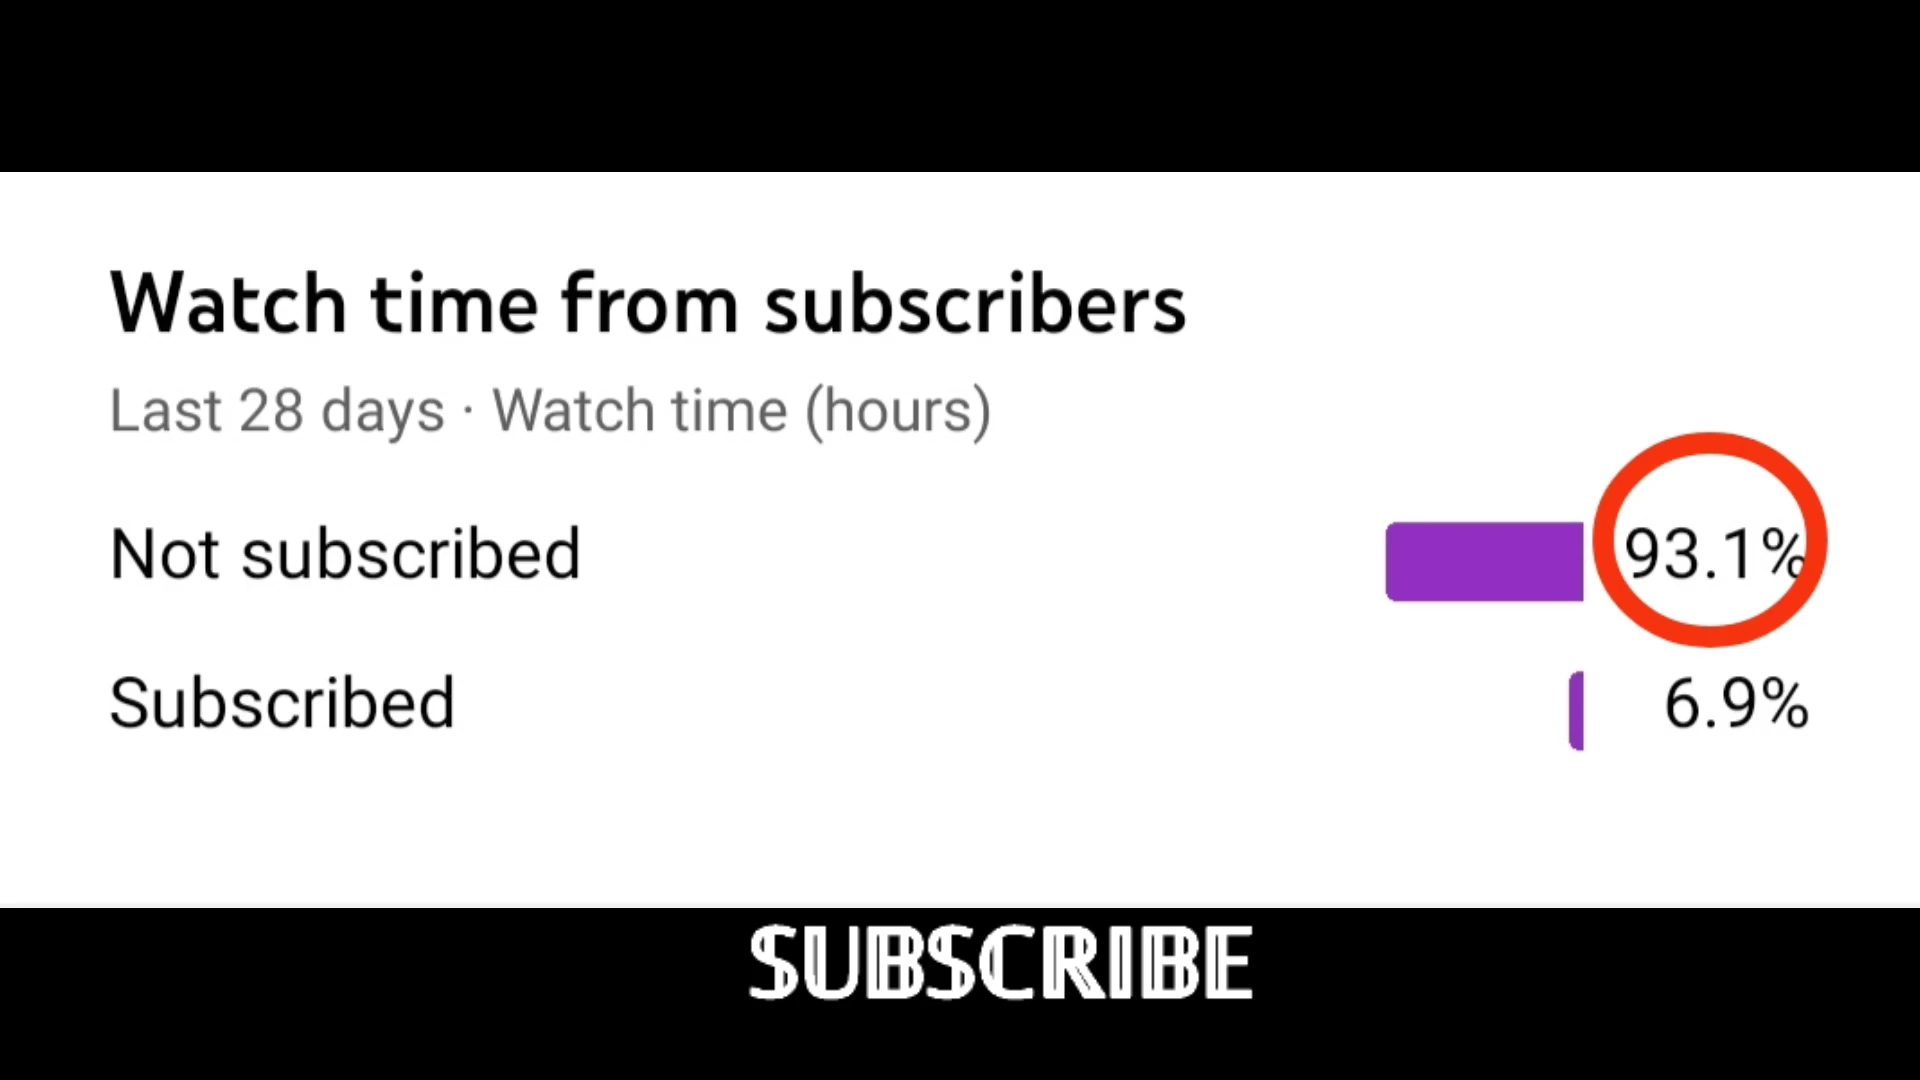 Watch time from subscribers
Last 28 days · Watch time (hours)
Not subscribed 93.1%
Subscribed 6.9%
SUBSCRIBE